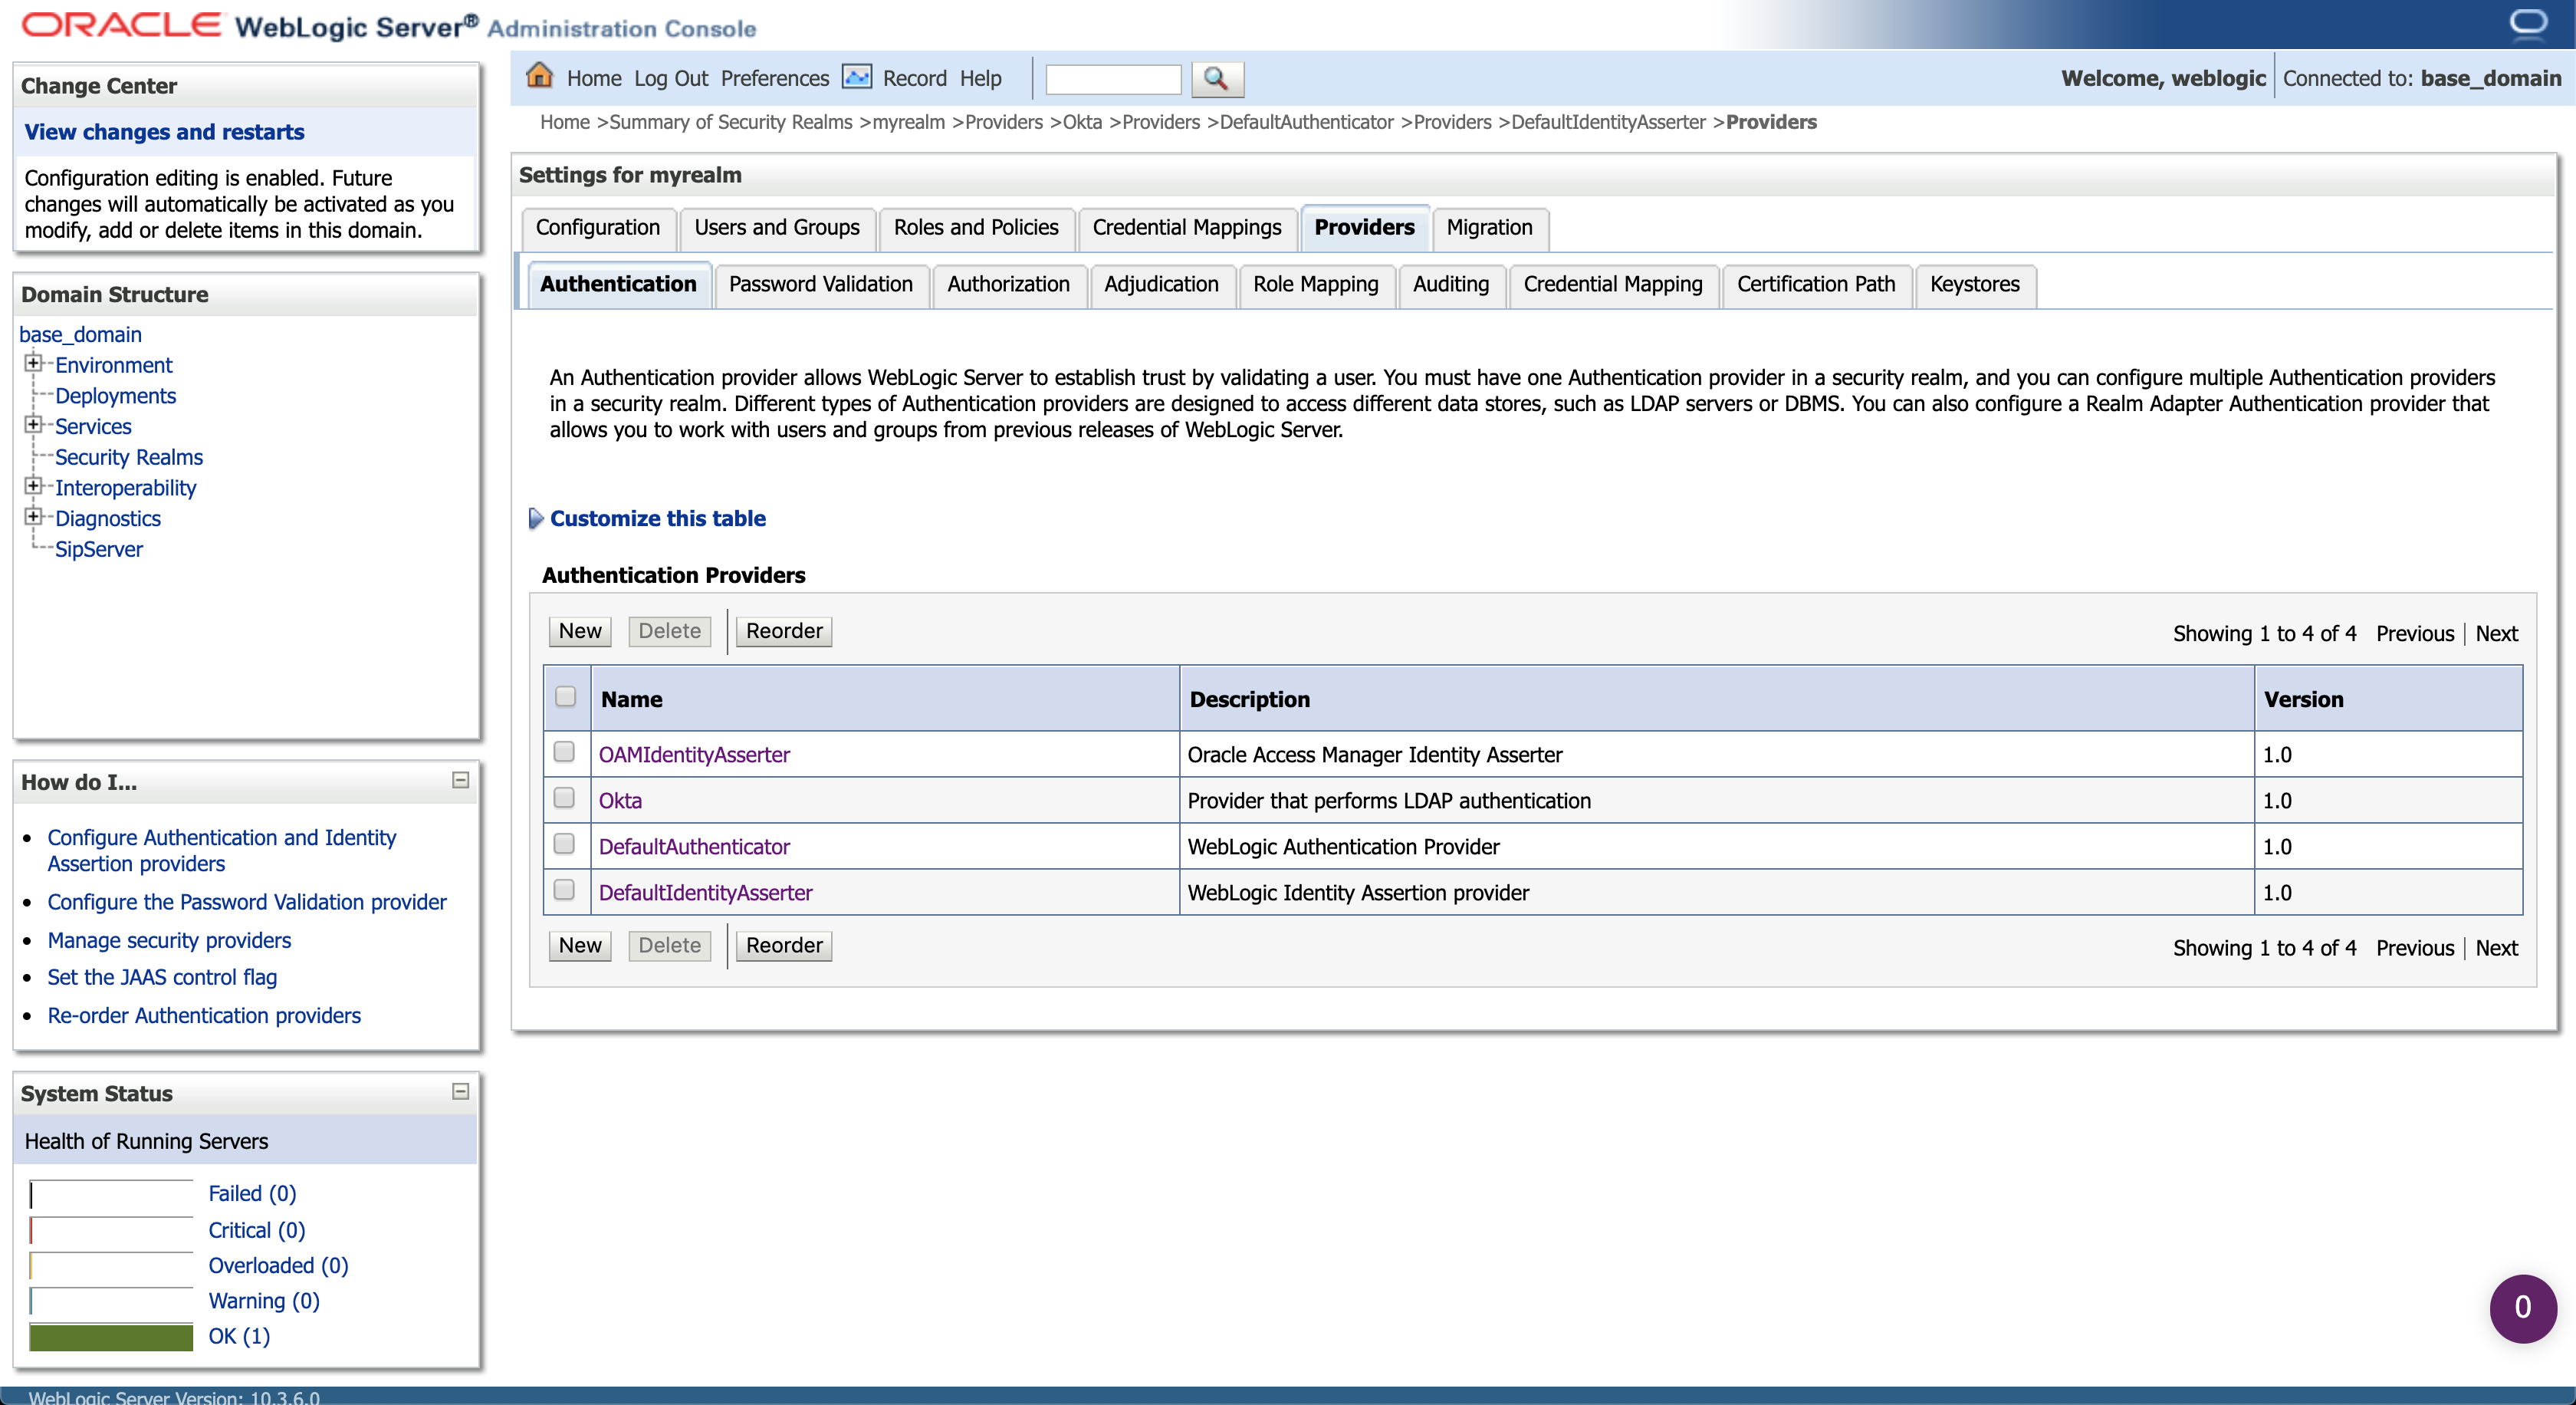 ORACLE WebLogic Server® Administration Console
Change Center
View changes and restarts
Configuration editing is enabled. Future
changes will automatically be activated as you
modify, add or delete items in this domain.
Domain Structure
base_domain
Environment
Deployments
Services
Security Realms
Interoperability
Diagnostics
SipServer
How do I...
Configure Authentication and Identity
Assertion providers
Configure the Password Validation provider
Manage security providers
Set the JAAS control flag
Re-order Authentication providers
System Status
Health of Running Servers
Failed (0)
Critical (0)
Overloaded (0)
Warning (0)
OK (1)
Home Log Out Preferences Record Help
Welcome, weblogic Connected to: base_domain
Home >Summary of Security Realms >myrealm >Providers >Okta >Providers >DefaultAuthenticator >Providers >DefaultIdentityAsserter >Providers
Settings for myrealm
Configuration Users and Groups Roles and Policies Credential Mappings Providers Migration
Authentication Password Validation Authorization Adjudication Role Mapping Auditing Credential Mapping Certification Path Keystores
An Authentication provider allows WebLogic Server to establish trust by validating a user. You must have one Authentication provider in a security realm, and you can configure multiple Authentication providers
in a security realm. Different types of Authentication providers are designed to access different data stores, such as LDAP servers or DBMS. You can also configure a Realm Adapter Authentication provider that
allows you to work with users and groups from previous releases of WebLogic Server.
Customize this table
Authentication Providers
New Delete Reorder Showing 1 to 4 of 4 Previous | Next
Name Description Version
OAMIdentityAsserter Oracle Access Manager Identity Asserter 1.0
Okta Provider that performs LDAP authentication 1.0
DefaultAuthenticator WebLogic Authentication Provider 1.0
DefaultIdentityAsserter WebLogic Identity Assertion provider 1.0
New Delete Reorder Showing 1 to 4 of 4 Previous | Next
0
WebLogic Server Version: 10.3.6.0